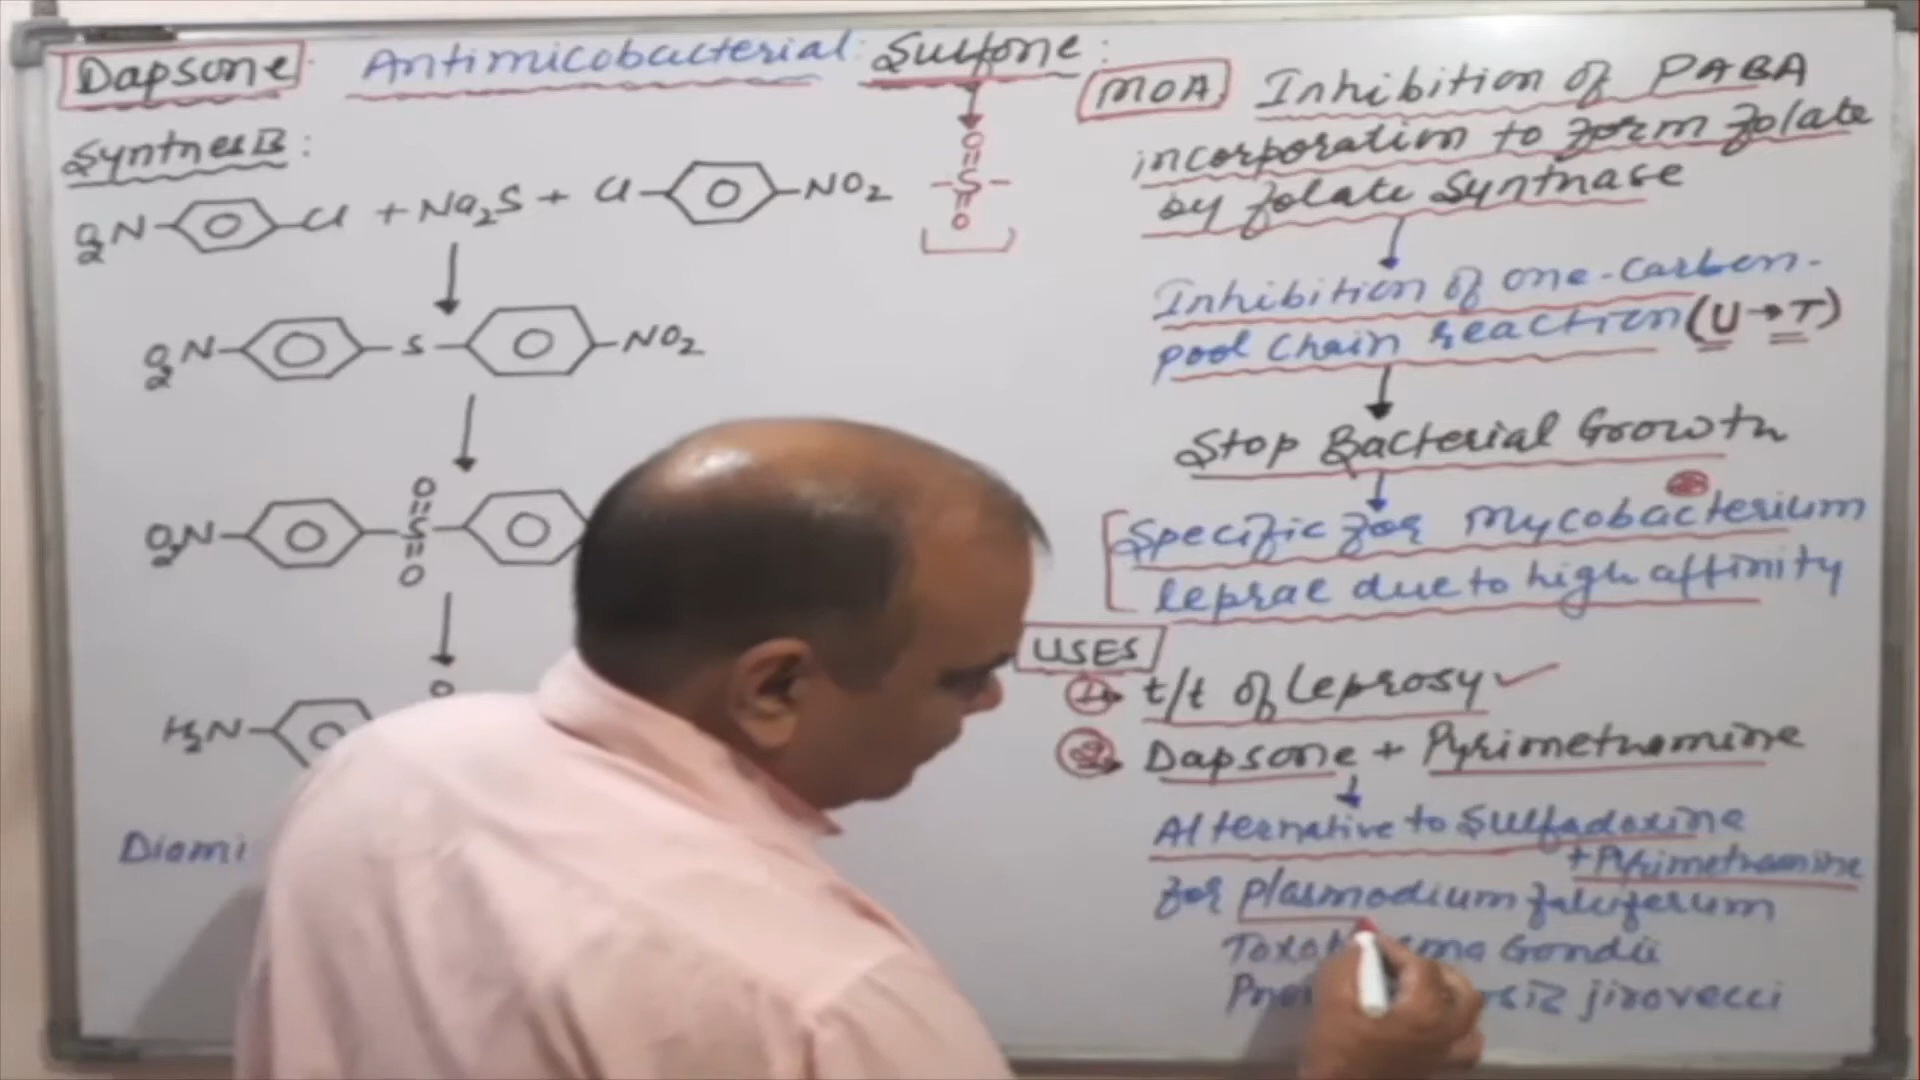 Dapsone: Antimicobacterial: Sulfone:
Synthesis:
O2N Cl + Na2S + Cl NO2
O
S
O
O2N S NO2
O
O2N S
O
O
H2N
Diami
MOA Inhibition of PABA
incorporation to form folate
by folate Synthase
Inhibition of one-carbon-
pool chain reaction (U→T)
Stop Bacterial Growth
Specific for Mycobacterium
leprae due to high affinity
USES
1. t/t of Leprosy ✓
2. Dapsone + Pyrimethamine
Alternative to Sulfadoxine
+Pyrimethamine
for Plasmodium falciferum
Gondii
jirovecci